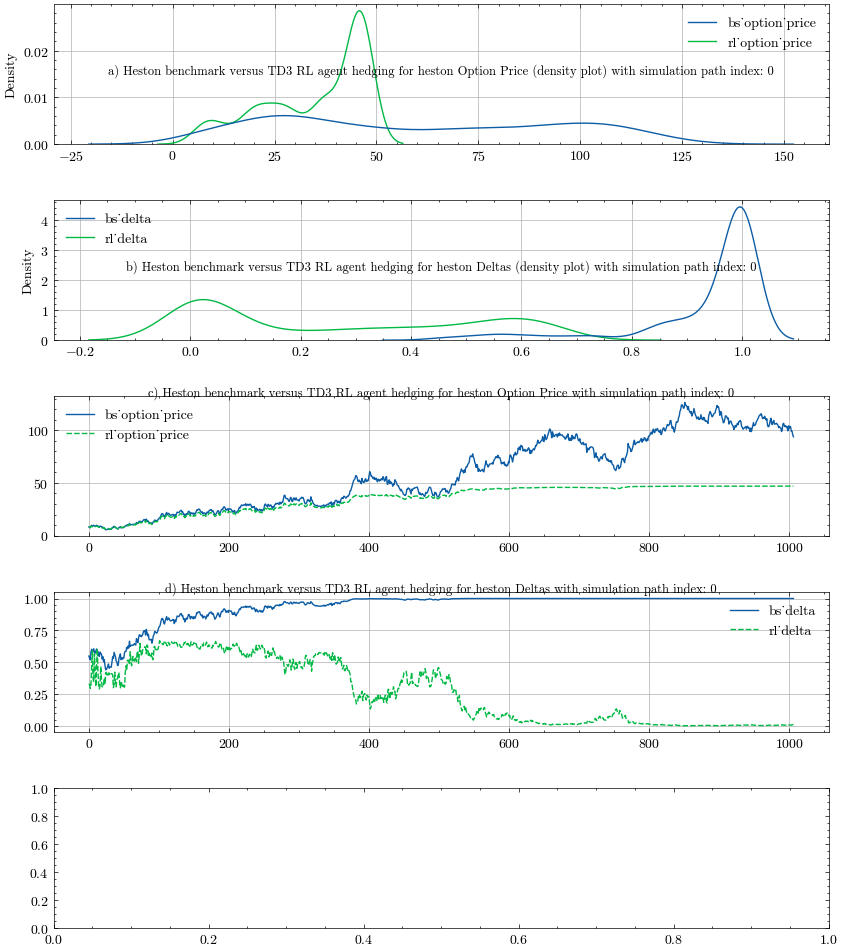 bs˙option˙price
rl˙option˙price
a) Heston benchmark versus TD3 RL agent hedging for heston Option Price (density plot) with simulation path index: 0
Density
0.02
0.01
0.00
−25 0 25 50 75 100 125 150
bs˙delta
rl˙delta
b) Heston benchmark versus TD3 RL agent hedging for heston Deltas (density plot) with simulation path index: 0
Density
4
3
2
1
0
−0.2 0.0 0.2 0.4 0.6 0.8 1.0
c) Heston benchmark versus TD3 RL agent hedging for heston Option Price with simulation path index: 0
bs˙option˙price
rl˙option˙price
100
50
0
0 200 400 600 800 1000
d) Heston benchmark versus TD3 RL agent hedging for heston Deltas with simulation path index: 0
bs˙delta
rl˙delta
1.00
0.75
0.50
0.25
0.00
0 200 400 600 800 1000
1.0
0.8
0.6
0.4
0.2
0.0
0.0 0.2 0.4 0.6 0.8 1.0